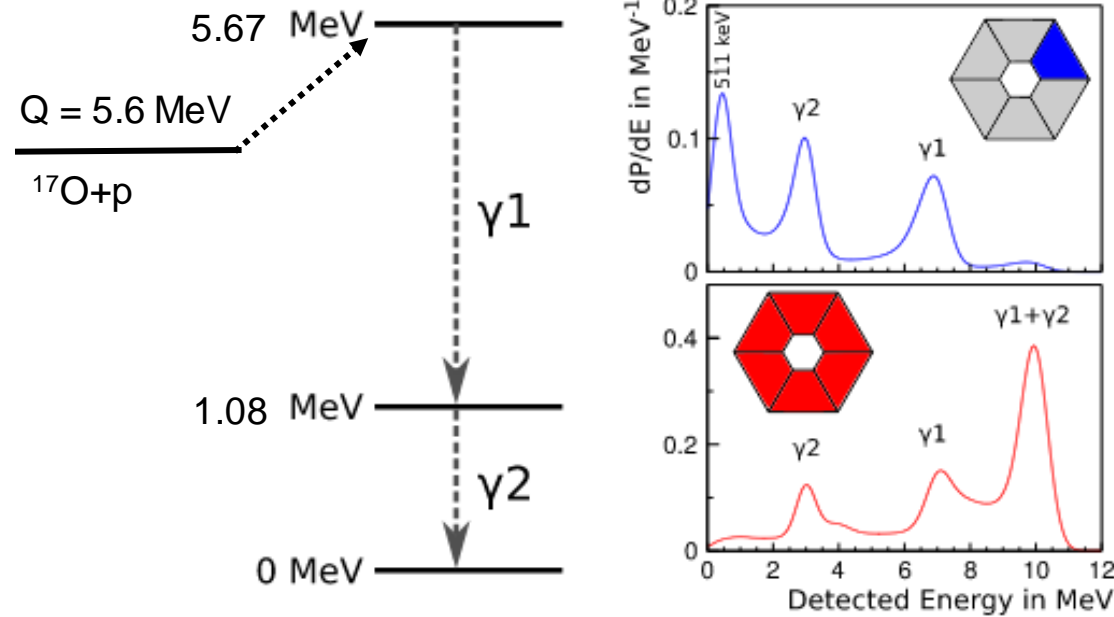 5.67 MeV
Q = 5.6 MeV
¹⁷O+p
γ1
1.08 MeV
γ2
0 MeV
dP/dE in MeV⁻¹
0.2
0.1
0
511 keV
γ2
γ1
0.4
0.2
0
γ2
γ1
γ1+γ2
0 2 4 6 8 10 12
Detected Energy in MeV